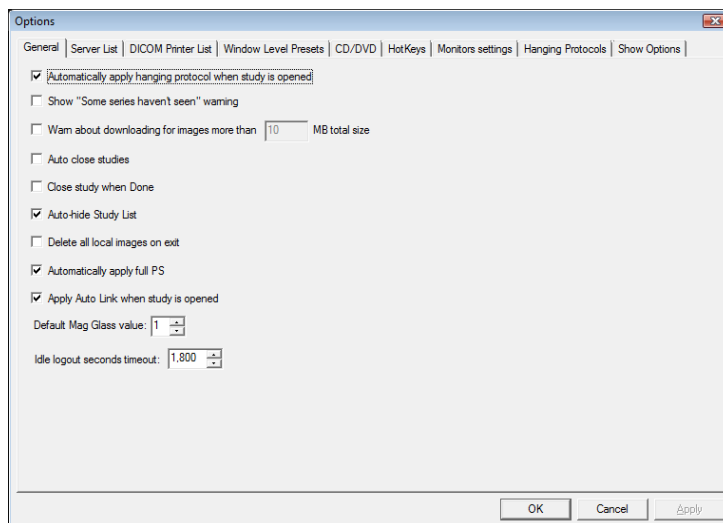 Options
General Server List DICOM Printer List Window Level Presets CD/DVD HotKeys Monitors settings Hanging Protocols Show Options
Automatically apply hanging protocol when study is opened
Show "Some series haven't seen" warning
Warn about downloading for images more than 10 MB total size
Auto close studies
Close study when Done
Auto-hide Study List
Delete all local images on exit
Automatically apply full PS
Apply Auto Link when study is opened
Default Mag Glass value: 1
Idle logout seconds timeout: 1,800
OK Cancel Apply